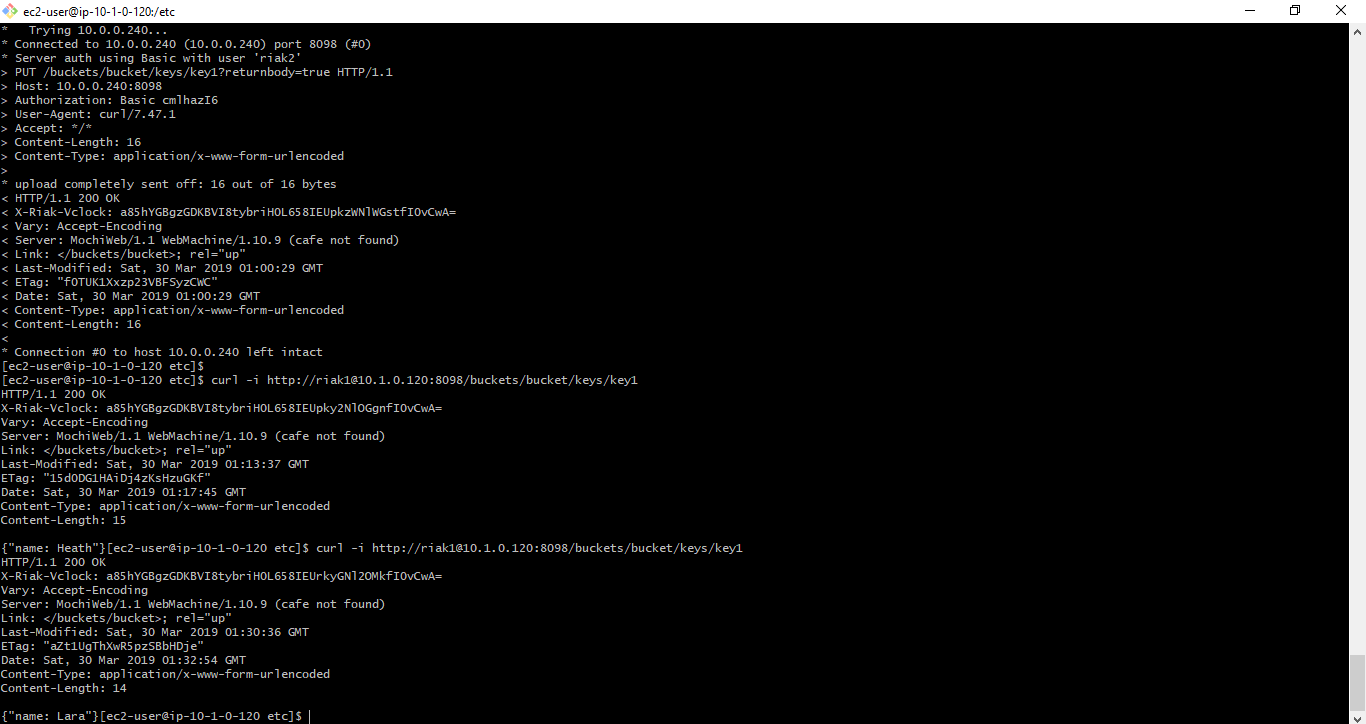 ec2-user@ip-10-1-0-120:/etc
*   Trying 10.0.0.240...
* Connected to 10.0.0.240 (10.0.0.240) port 8098 (#0)
* Server auth using Basic with user 'riak2'
> PUT /buckets/bucket/keys/key1?returnbody=true HTTP/1.1
> Host: 10.0.0.240:8098
> Authorization: Basic cmlhazI6
> User-Agent: curl/7.47.1
> Accept: */*
> Content-Length: 16
> Content-Type: application/x-www-form-urlencoded
>
* upload completely sent off: 16 out of 16 bytes
< HTTP/1.1 200 OK
< X-Riak-Vclock: a85hYGBgzGDKBVI8tybriHOL658IEUpkzWNlWGstfIOvCwA=
< Vary: Accept-Encoding
< Server: MochiWeb/1.1 WebMachine/1.10.9 (cafe not found)
< Link: </buckets/bucket>; rel="up"
< Last-Modified: Sat, 30 Mar 2019 01:00:29 GMT
< ETag: "fOTUK1Xxzp23VBFSyzCWC"
< Date: Sat, 30 Mar 2019 01:00:29 GMT
< Content-Type: application/x-www-form-urlencoded
< Content-Length: 16
<
* Connection #0 to host 10.0.0.240 left intact
[ec2-user@ip-10-1-0-120 etc]$
[ec2-user@ip-10-1-0-120 etc]$ curl -i http://riak1@10.1.0.120:8098/buckets/bucket/keys/key1
HTTP/1.1 200 OK
X-Riak-Vclock: a85hYGBgzGDKBVI8tybriHOL658IEUpky2NlOGgnfIOvCwA=
Vary: Accept-Encoding
Server: MochiWeb/1.1 WebMachine/1.10.9 (cafe not found)
Link: </buckets/bucket>; rel="up"
Last-Modified: Sat, 30 Mar 2019 01:13:37 GMT
ETag: "15dODG1HAiDj4zKsHzuGKf"
Date: Sat, 30 Mar 2019 01:17:45 GMT
Content-Type: application/x-www-form-urlencoded
Content-Length: 15

{"name: Heath"}[ec2-user@ip-10-1-0-120 etc]$ curl -i http://riak1@10.1.0.120:8098/buckets/bucket/keys/key1
HTTP/1.1 200 OK
X-Riak-Vclock: a85hYGBgzGDKBVI8tybriHOL658IEUrkyGNl2OMkfIOvCwA=
Vary: Accept-Encoding
Server: MochiWeb/1.1 WebMachine/1.10.9 (cafe not found)
Link: </buckets/bucket>; rel="up"
Last-Modified: Sat, 30 Mar 2019 01:30:36 GMT
ETag: "aZt1UgThXwR5pzSBbHDje"
Date: Sat, 30 Mar 2019 01:32:54 GMT
Content-Type: application/x-www-form-urlencoded
Content-Length: 14

{"name: Lara"}[ec2-user@ip-10-1-0-120 etc]$